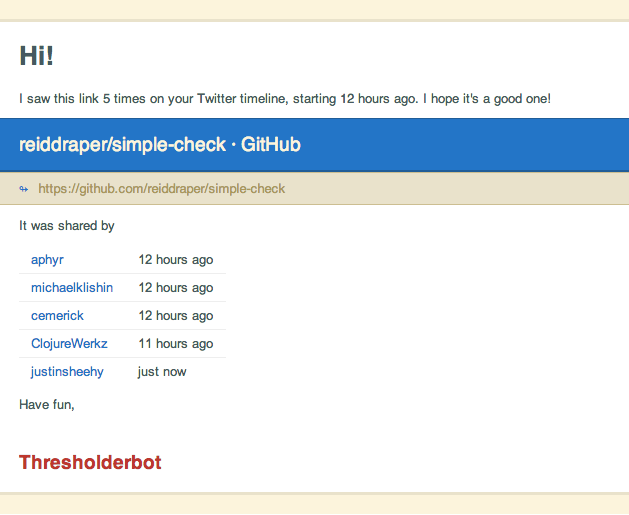 Hi!
I saw this link 5 times on your Twitter timeline, starting 12 hours ago. I hope it's a good one!
reiddraper/simple-check · GitHub
↬ https://github.com/reiddraper/simple-check
It was shared by
aphyr 12 hours ago
michaelklishin 12 hours ago
cemerick 12 hours ago
ClojureWerkz 11 hours ago
justinsheehy just now
Have fun,
Thresholderbot